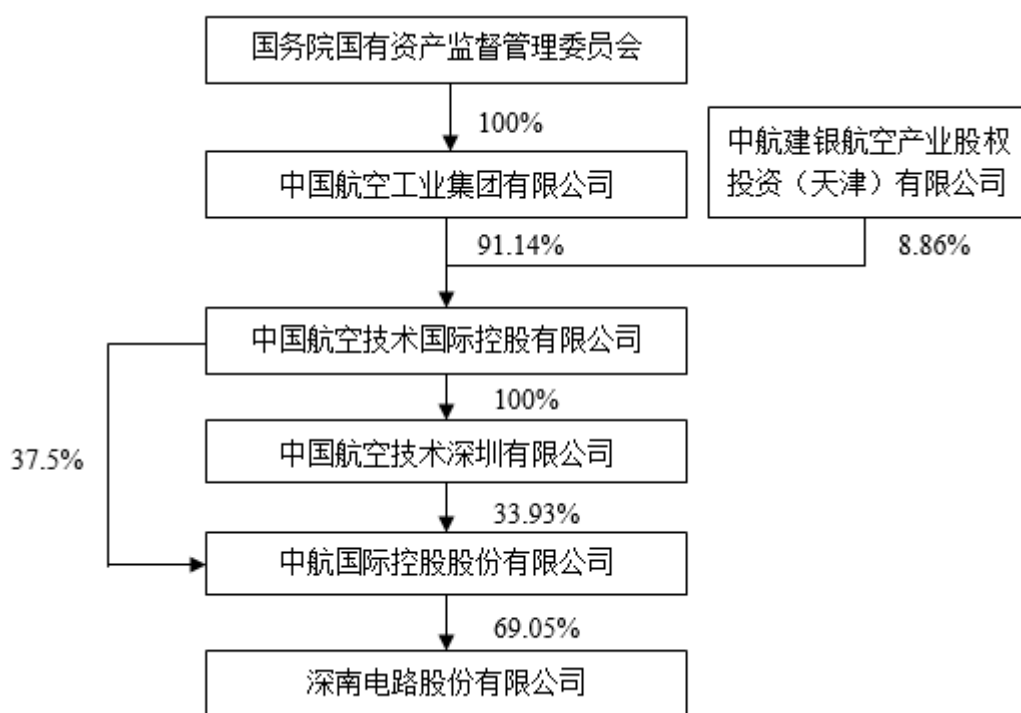 国务院国有资产监督管理委员会
100%
中国航空工业集团有限公司
中航建银航空产业股权
投资（天津）有限公司
91.14%
8.86%
中国航空技术国际控股有限公司
100%
37.5%
中国航空技术深圳有限公司
33.93%
中航国际控股股份有限公司
69.05%
深南电路股份有限公司